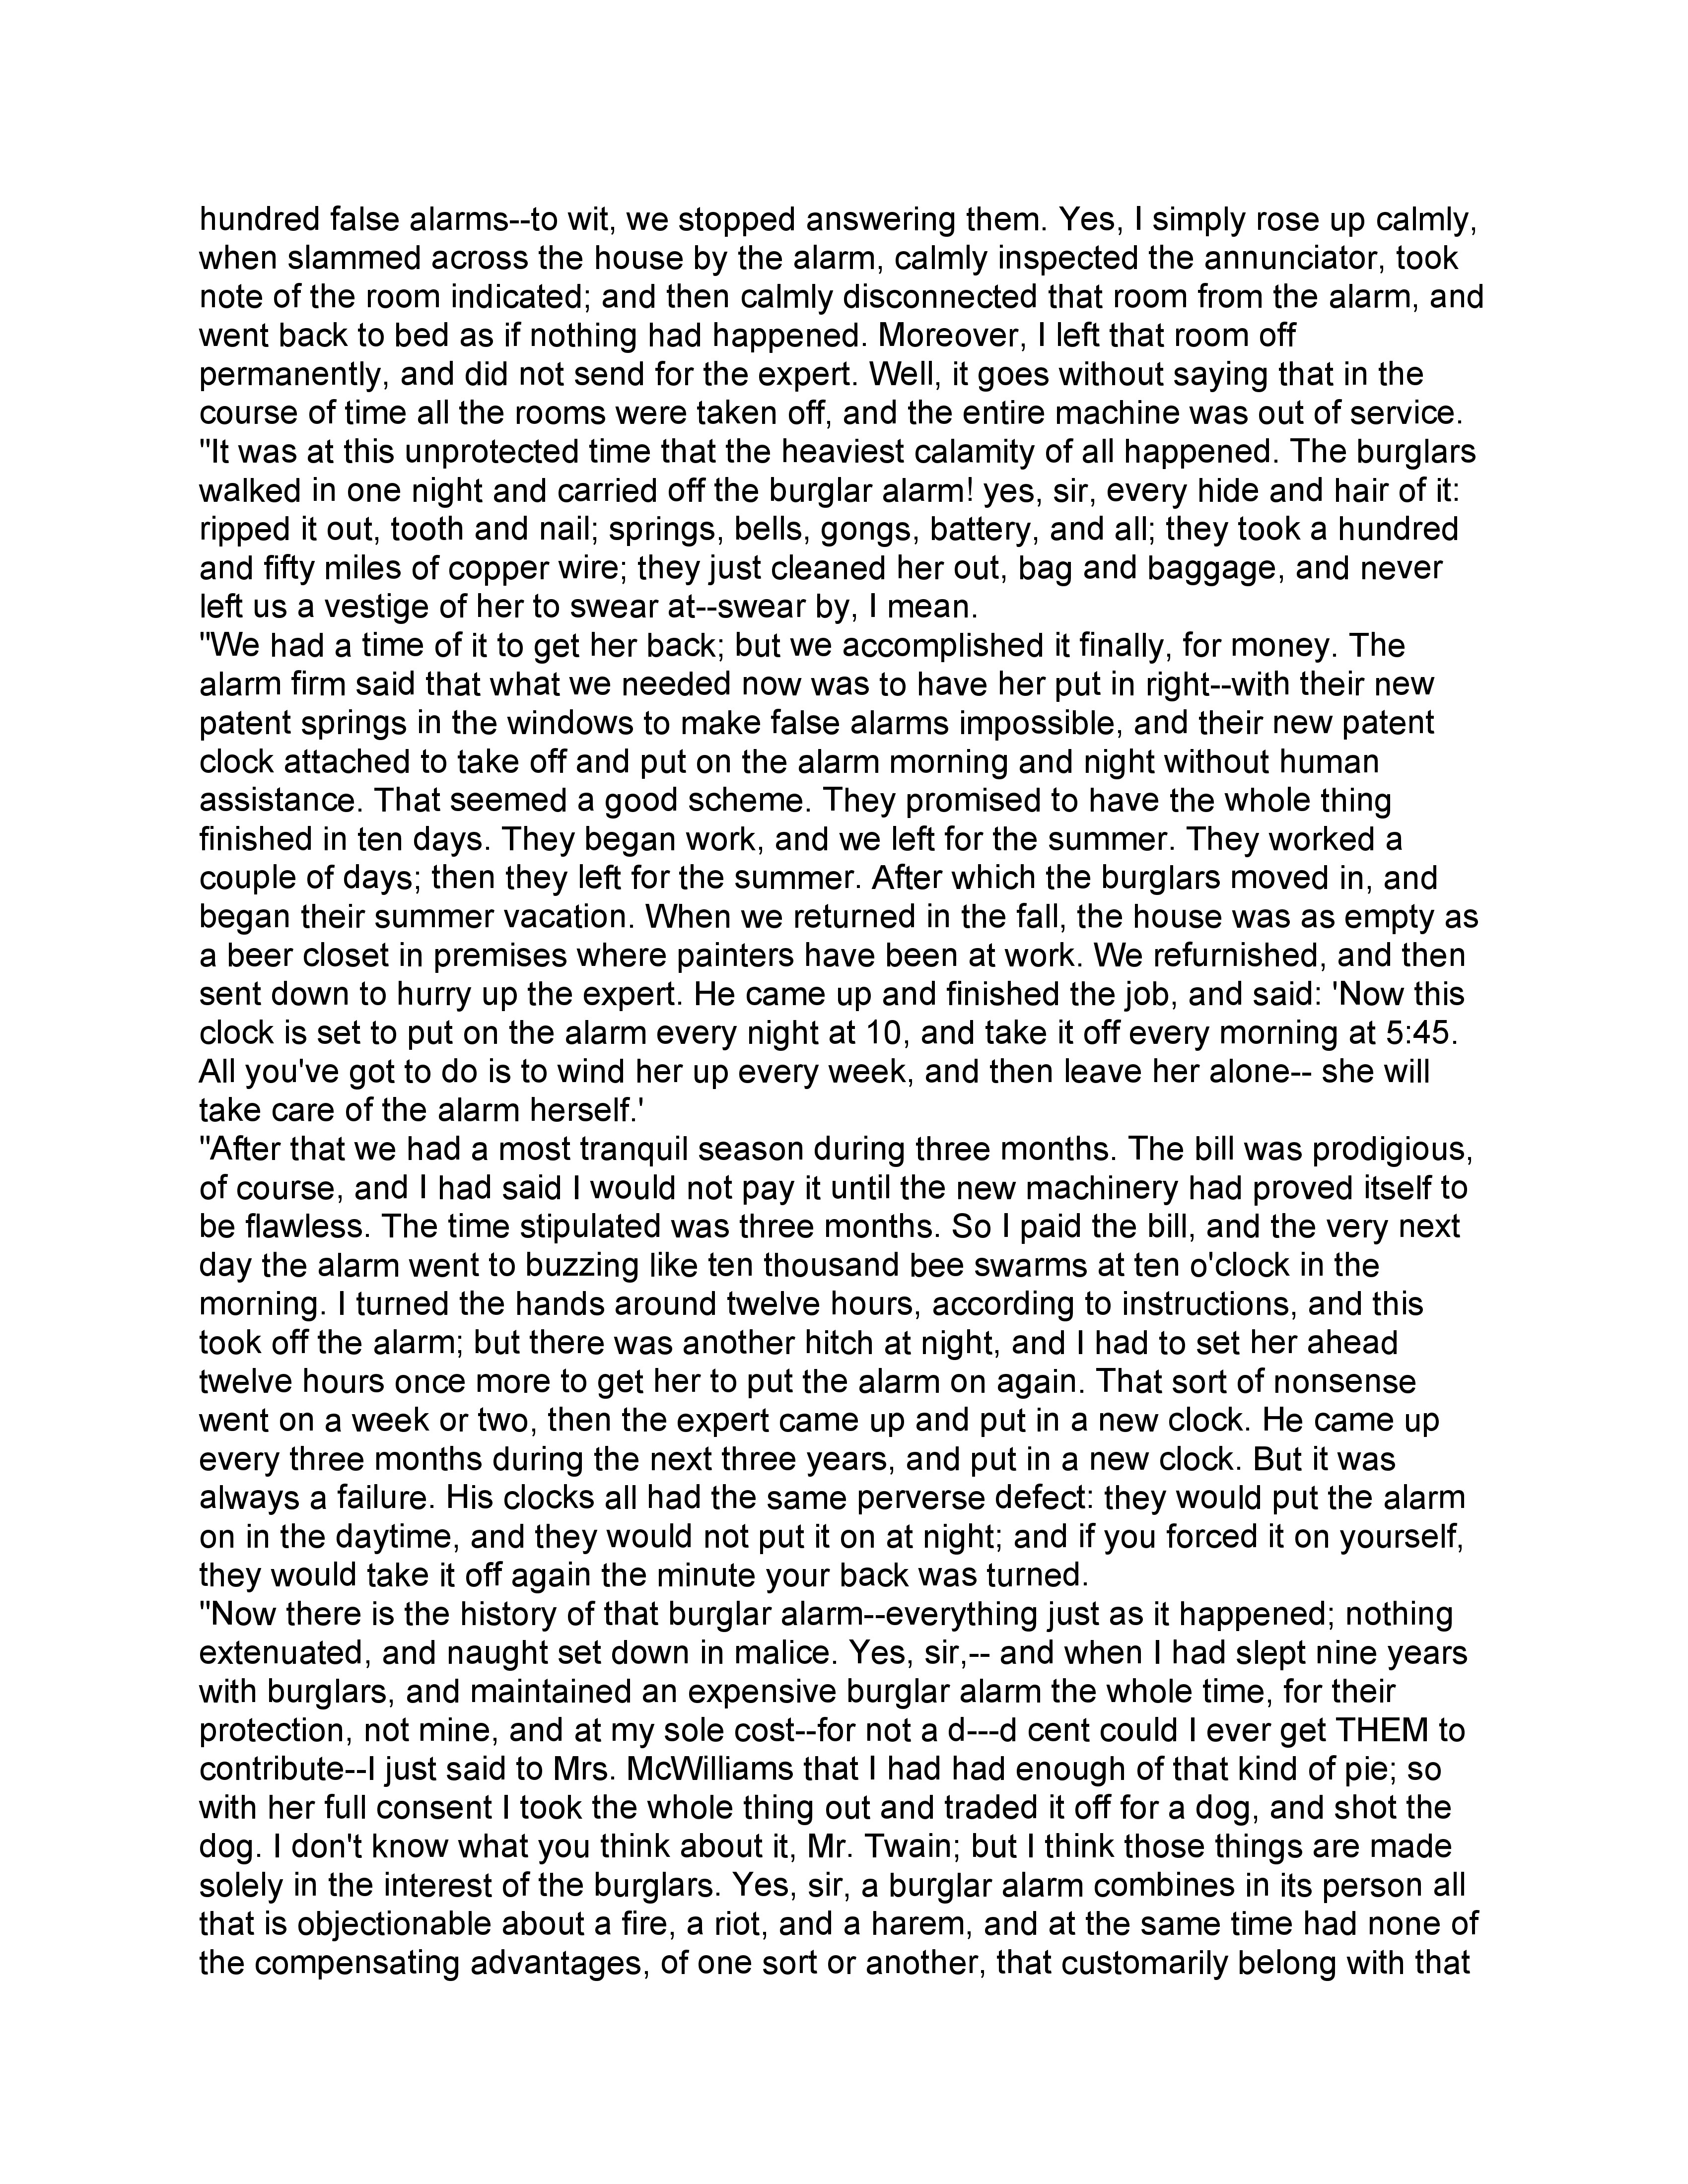 hundred false alarms--to wit, we stopped answering them. Yes, I simply rose up calmly,
when slammed across the house by the alarm, calmly inspected the annunciator, took
note of the room indicated; and then calmly disconnected that room from the alarm, and
went back to bed as if nothing had happened. Moreover, I left that room off
permanently, and did not send for the expert. Well, it goes without saying that in the
course of time all the rooms were taken off, and the entire machine was out of service.
"It was at this unprotected time that the heaviest calamity of all happened. The burglars
walked in one night and carried off the burglar alarm! yes, sir, every hide and hair of it:
ripped it out, tooth and nail; springs, bells, gongs, battery, and all; they took a hundred
and fifty miles of copper wire; they just cleaned her out, bag and baggage, and never
left us a vestige of her to swear at--swear by, I mean.
"We had a time of it to get her back; but we accomplished it finally, for money. The
alarm firm said that what we needed now was to have her put in right--with their new
patent springs in the windows to make false alarms impossible, and their new patent
clock attached to take off and put on the alarm morning and night without human
assistance. That seemed a good scheme. They promised to have the whole thing
finished in ten days. They began work, and we left for the summer. They worked a
couple of days; then they left for the summer. After which the burglars moved in, and
began their summer vacation. When we returned in the fall, the house was as empty as
a beer closet in premises where painters have been at work. We refurnished, and then
sent down to hurry up the expert. He came up and finished the job, and said: 'Now this
clock is set to put on the alarm every night at 10, and take it off every morning at 5:45.
All you've got to do is to wind her up every week, and then leave her alone-- she will
take care of the alarm herself.'
"After that we had a most tranquil season during three months. The bill was prodigious,
of course, and I had said I would not pay it until the new machinery had proved itself to
be flawless. The time stipulated was three months. So I paid the bill, and the very next
day the alarm went to buzzing like ten thousand bee swarms at ten o'clock in the
morning. I turned the hands around twelve hours, according to instructions, and this
took off the alarm; but there was another hitch at night, and I had to set her ahead
twelve hours once more to get her to put the alarm on again. That sort of nonsense
went on a week or two, then the expert came up and put in a new clock. He came up
every three months during the next three years, and put in a new clock. But it was
always a failure. His clocks all had the same perverse defect: they would put the alarm
on in the daytime, and they would not put it on at night; and if you forced it on yourself,
they would take it off again the minute your back was turned.
"Now there is the history of that burglar alarm--everything just as it happened; nothing
extenuated, and naught set down in malice. Yes, sir,-- and when I had slept nine years
with burglars, and maintained an expensive burglar alarm the whole time, for their
protection, not mine, and at my sole cost--for not a d---d cent could I ever get THEM to
contribute--I just said to Mrs. McWilliams that I had had enough of that kind of pie; so
with her full consent I took the whole thing out and traded it off for a dog, and shot the
dog. I don't know what you think about it, Mr. Twain; but I think those things are made
solely in the interest of the burglars. Yes, sir, a burglar alarm combines in its person all
that is objectionable about a fire, a riot, and a harem, and at the same time had none of
the compensating advantages, of one sort or another, that customarily belong with that